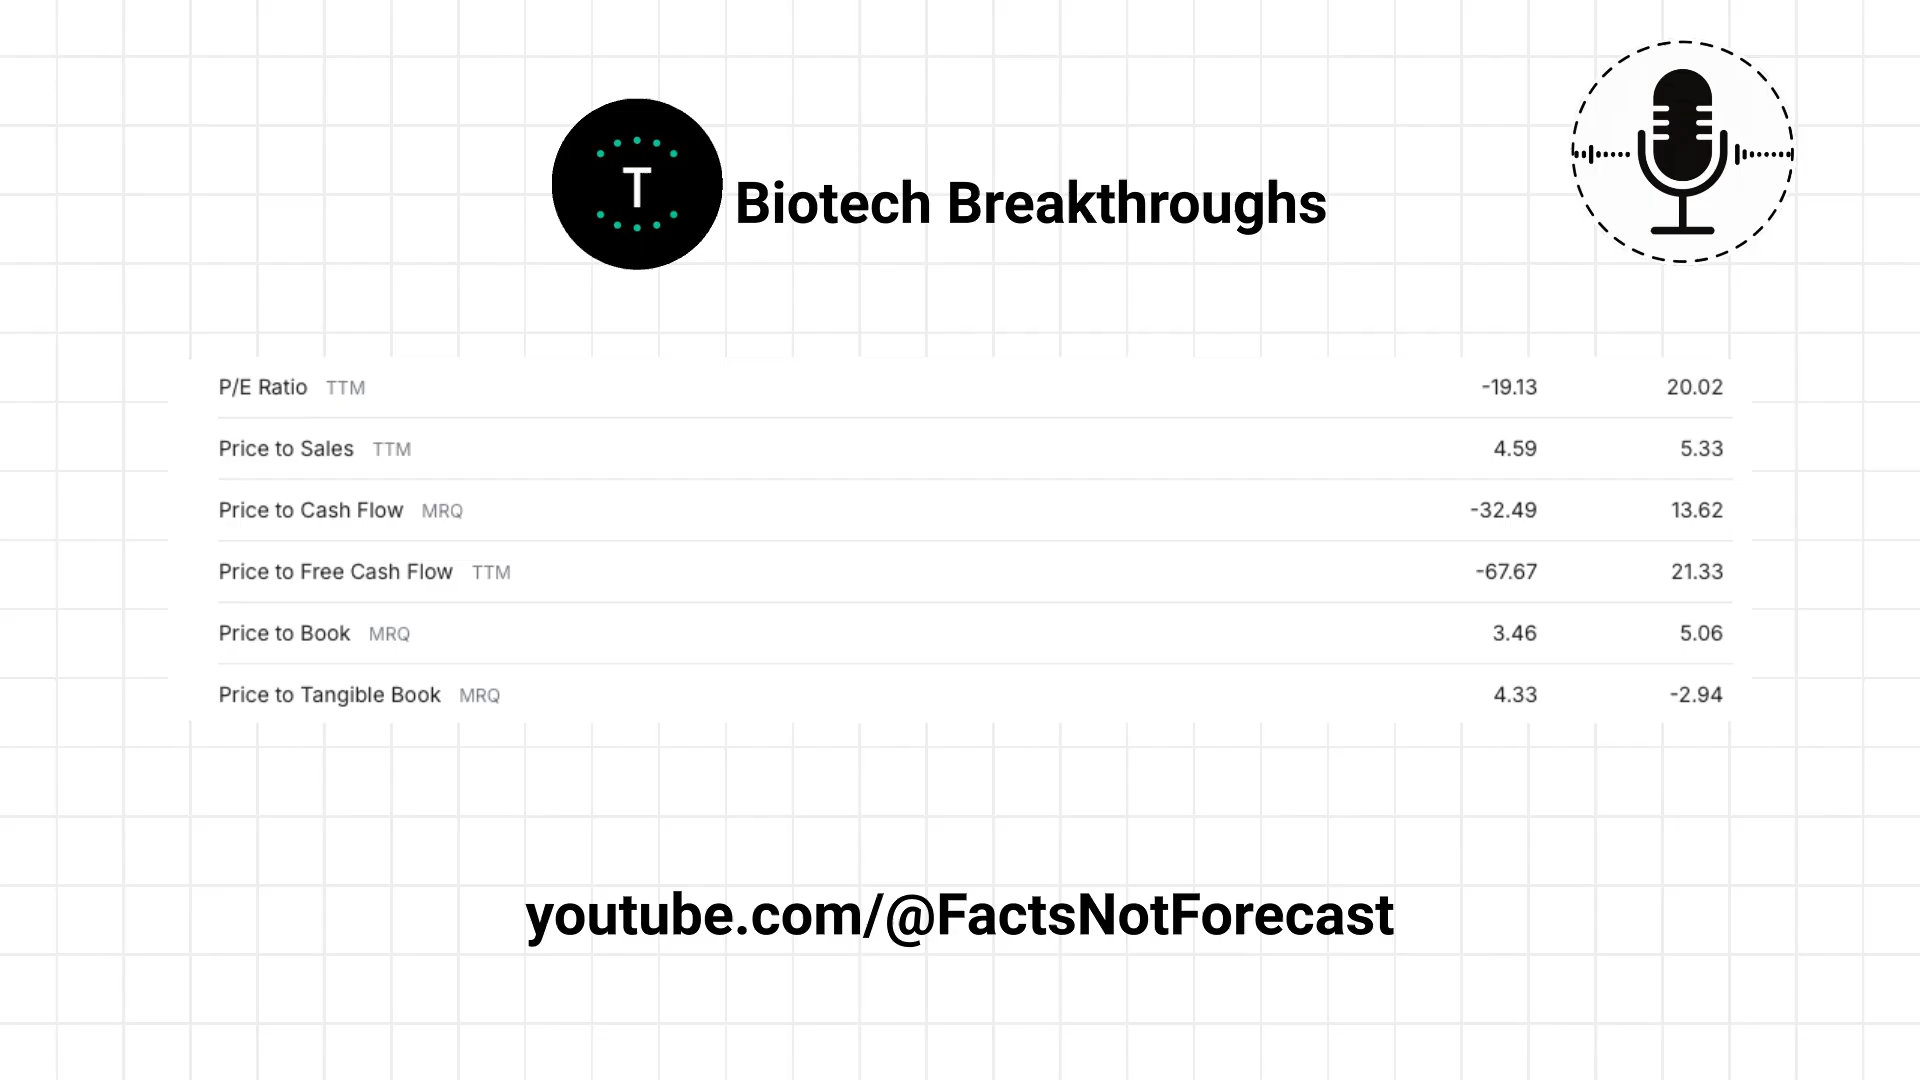 T
Biotech Breakthroughs
P/E Ratio TTM -19.13 20.02
Price to Sales TTM 4.59 5.33
Price to Cash Flow MRQ -32.49 13.62
Price to Free Cash Flow TTM -67.67 21.33
Price to Book MRQ 3.46 5.06
Price to Tangible Book MRQ 4.33 -2.94
youtube.com/@FactsNotForecast